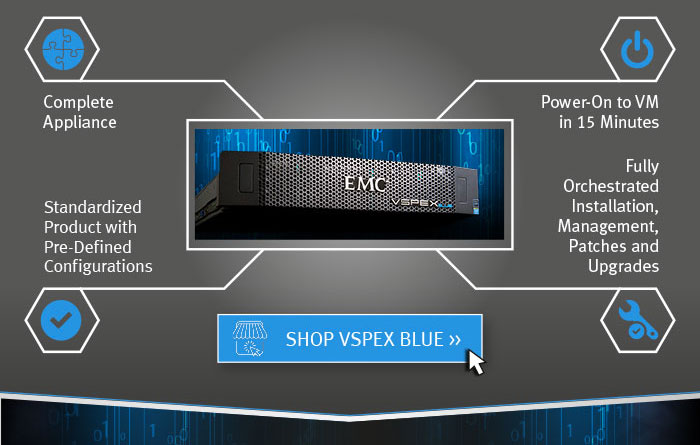 Complete
Appliance
Power-On to VM
in 15 Minutes
EMC
VSPEX BLUE
Standardized
Product with
Pre-Defined
Configurations
Fully
Orchestrated
Installation,
Management,
Patches and
Upgrades
SHOP VSPEX BLUE >>